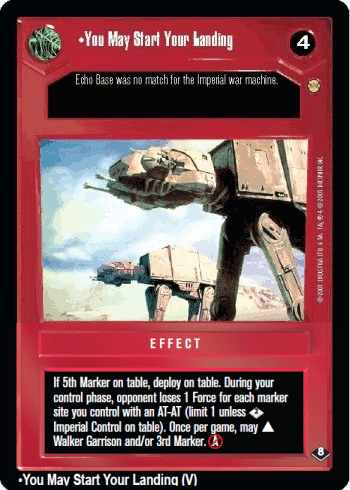 •You May Start Your Landing
4
Echo Base was no match for the Imperial war machine.
EFFECT
If 5th Marker on table, deploy on table. During your
control phase, opponent loses 1 Force for each marker
site you control with an AT-AT (limit 1 unless
Imperial Control on table). Once per game, may ▲
Walker Garrison and/or 3rd Marker. A
8
•You May Start Your Landing (V)